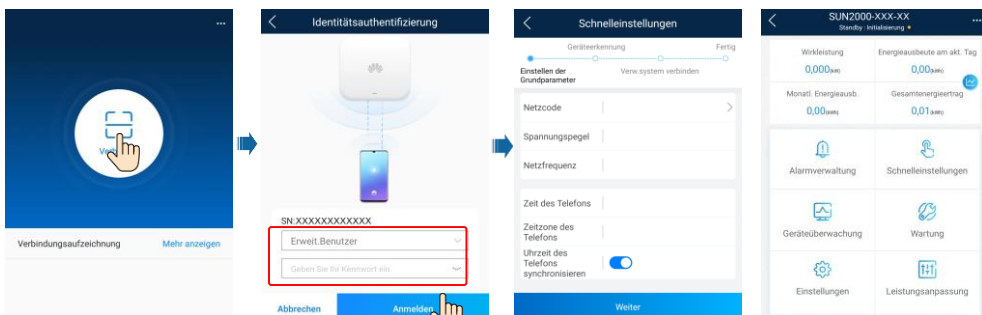 Verb
Verbindungsaufzeichnung
Mehr anzeigen
Identitätsauthentifizierung
SN:XXXXXXXXXXXX
Erweit.Benutzer
Geben Sie Ihr Kennwort ein.
Abbrechen
Anmelden
Schnelleinstellungen
Geräteerkennung
Fertig
Einstellen der
Grundparameter
Verw.system verbinden
Netzcode
Spannungspegel
Netzfrequenz
Zeit des Telefons
Zeitzone des
Telefons
Uhrzeit des
Telefons
synchronisieren
Weiter
SUN2000-XXX-XX
Standby : Initialisierung
Wirkleistung
Energieausbeute am akt. Tag
0,000(kW)
0,00(kWh)
Monatl. Energieausb.
Gesamtenergieertrag
0,00(kWh)
0,01(kWh)
Alarmverwaltung
Schnelleinstellungen
Geräteüberwachung
Wartung
Einstellungen
Leistungsanpassung